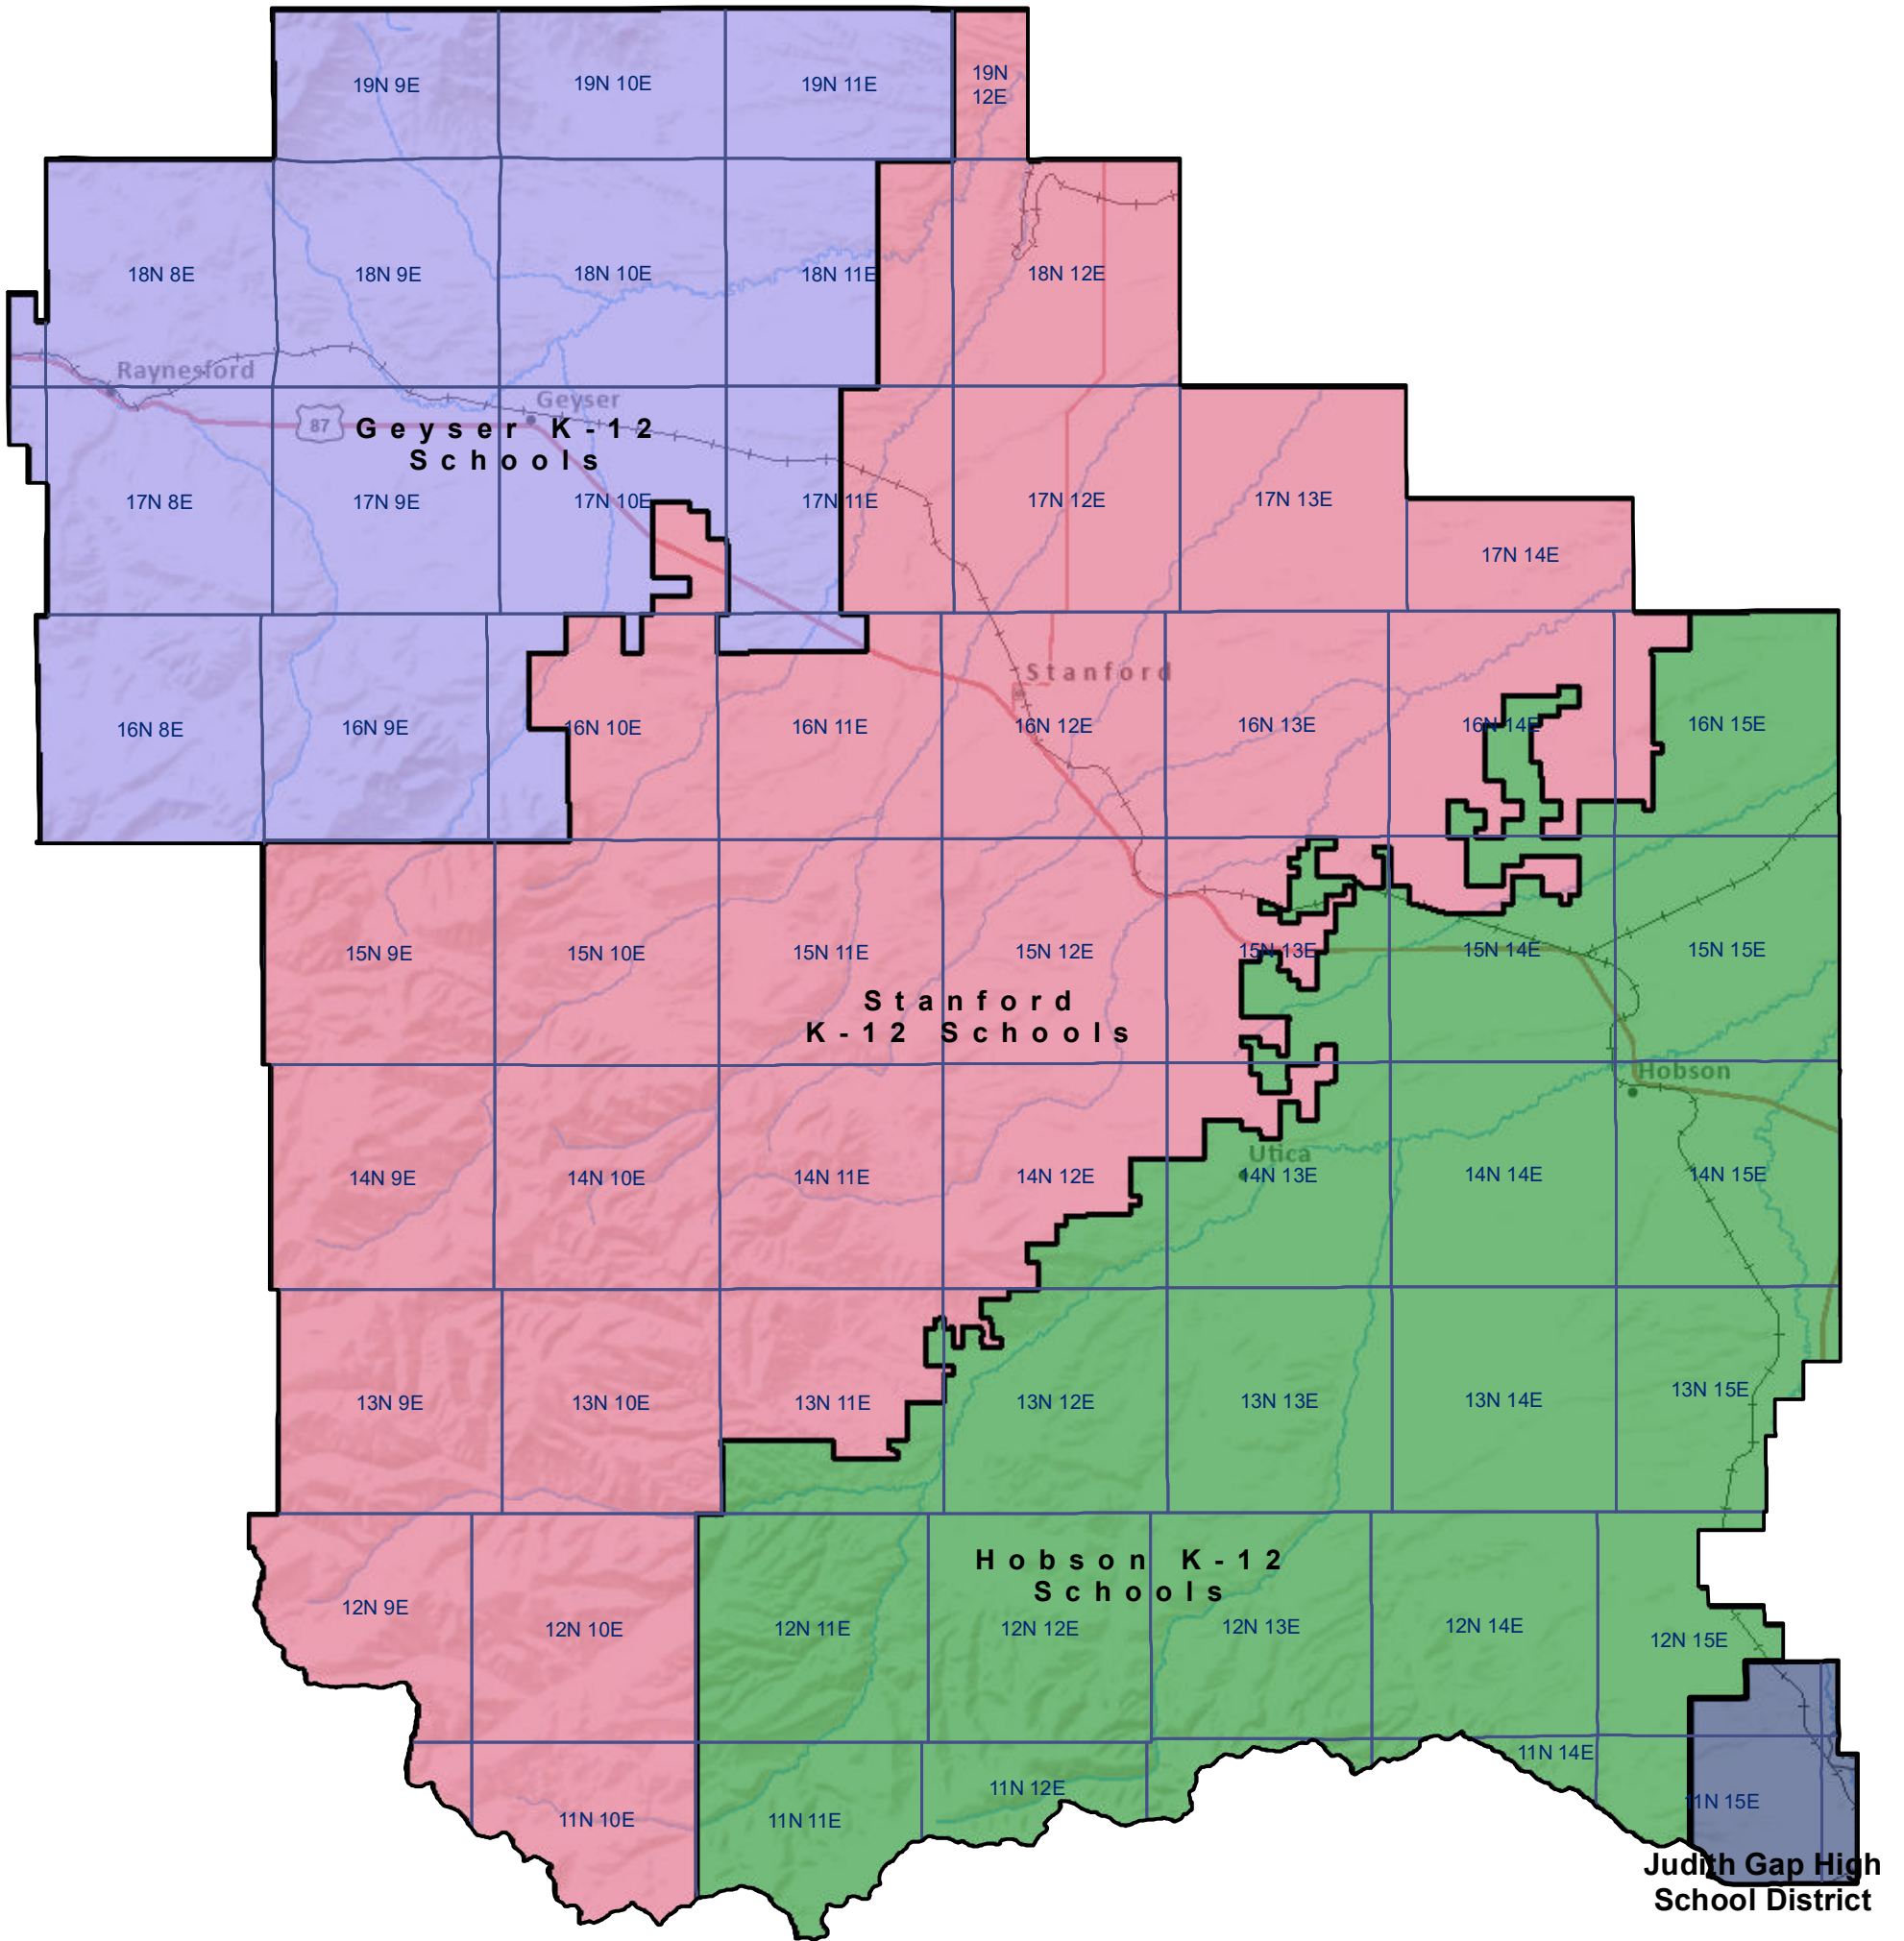 19N 9E
19N 10E
19N 11E
19N
12E
18N 8E
18N 9E
18N 10E
18N 11E
18N 12E
Raynesford
Geyser
87
Geyser K-12
Schools
17N 8E
17N 9E
17N 10E
17N 11E
17N 12E
17N 13E
17N 14E
Stanford
16N 8E
16N 9E
16N 10E
16N 11E
16N 12E
16N 13E
16N 14E
16N 15E
15N 9E
15N 10E
15N 11E
15N 12E
15N 13E
15N 14E
15N 15E
Stanford
K-12 Schools
Hobson
Utica
14N 9E
14N 10E
14N 11E
14N 12E
14N 13E
14N 14E
14N 15E
13N 9E
13N 10E
13N 11E
13N 12E
13N 13E
13N 14E
13N 15E
Hobson K-12
Schools
12N 9E
12N 10E
12N 11E
12N 12E
12N 13E
12N 14E
12N 15E
11N 10E
11N 11E
11N 12E
11N 14E
11N 15E
Judith Gap High
School District